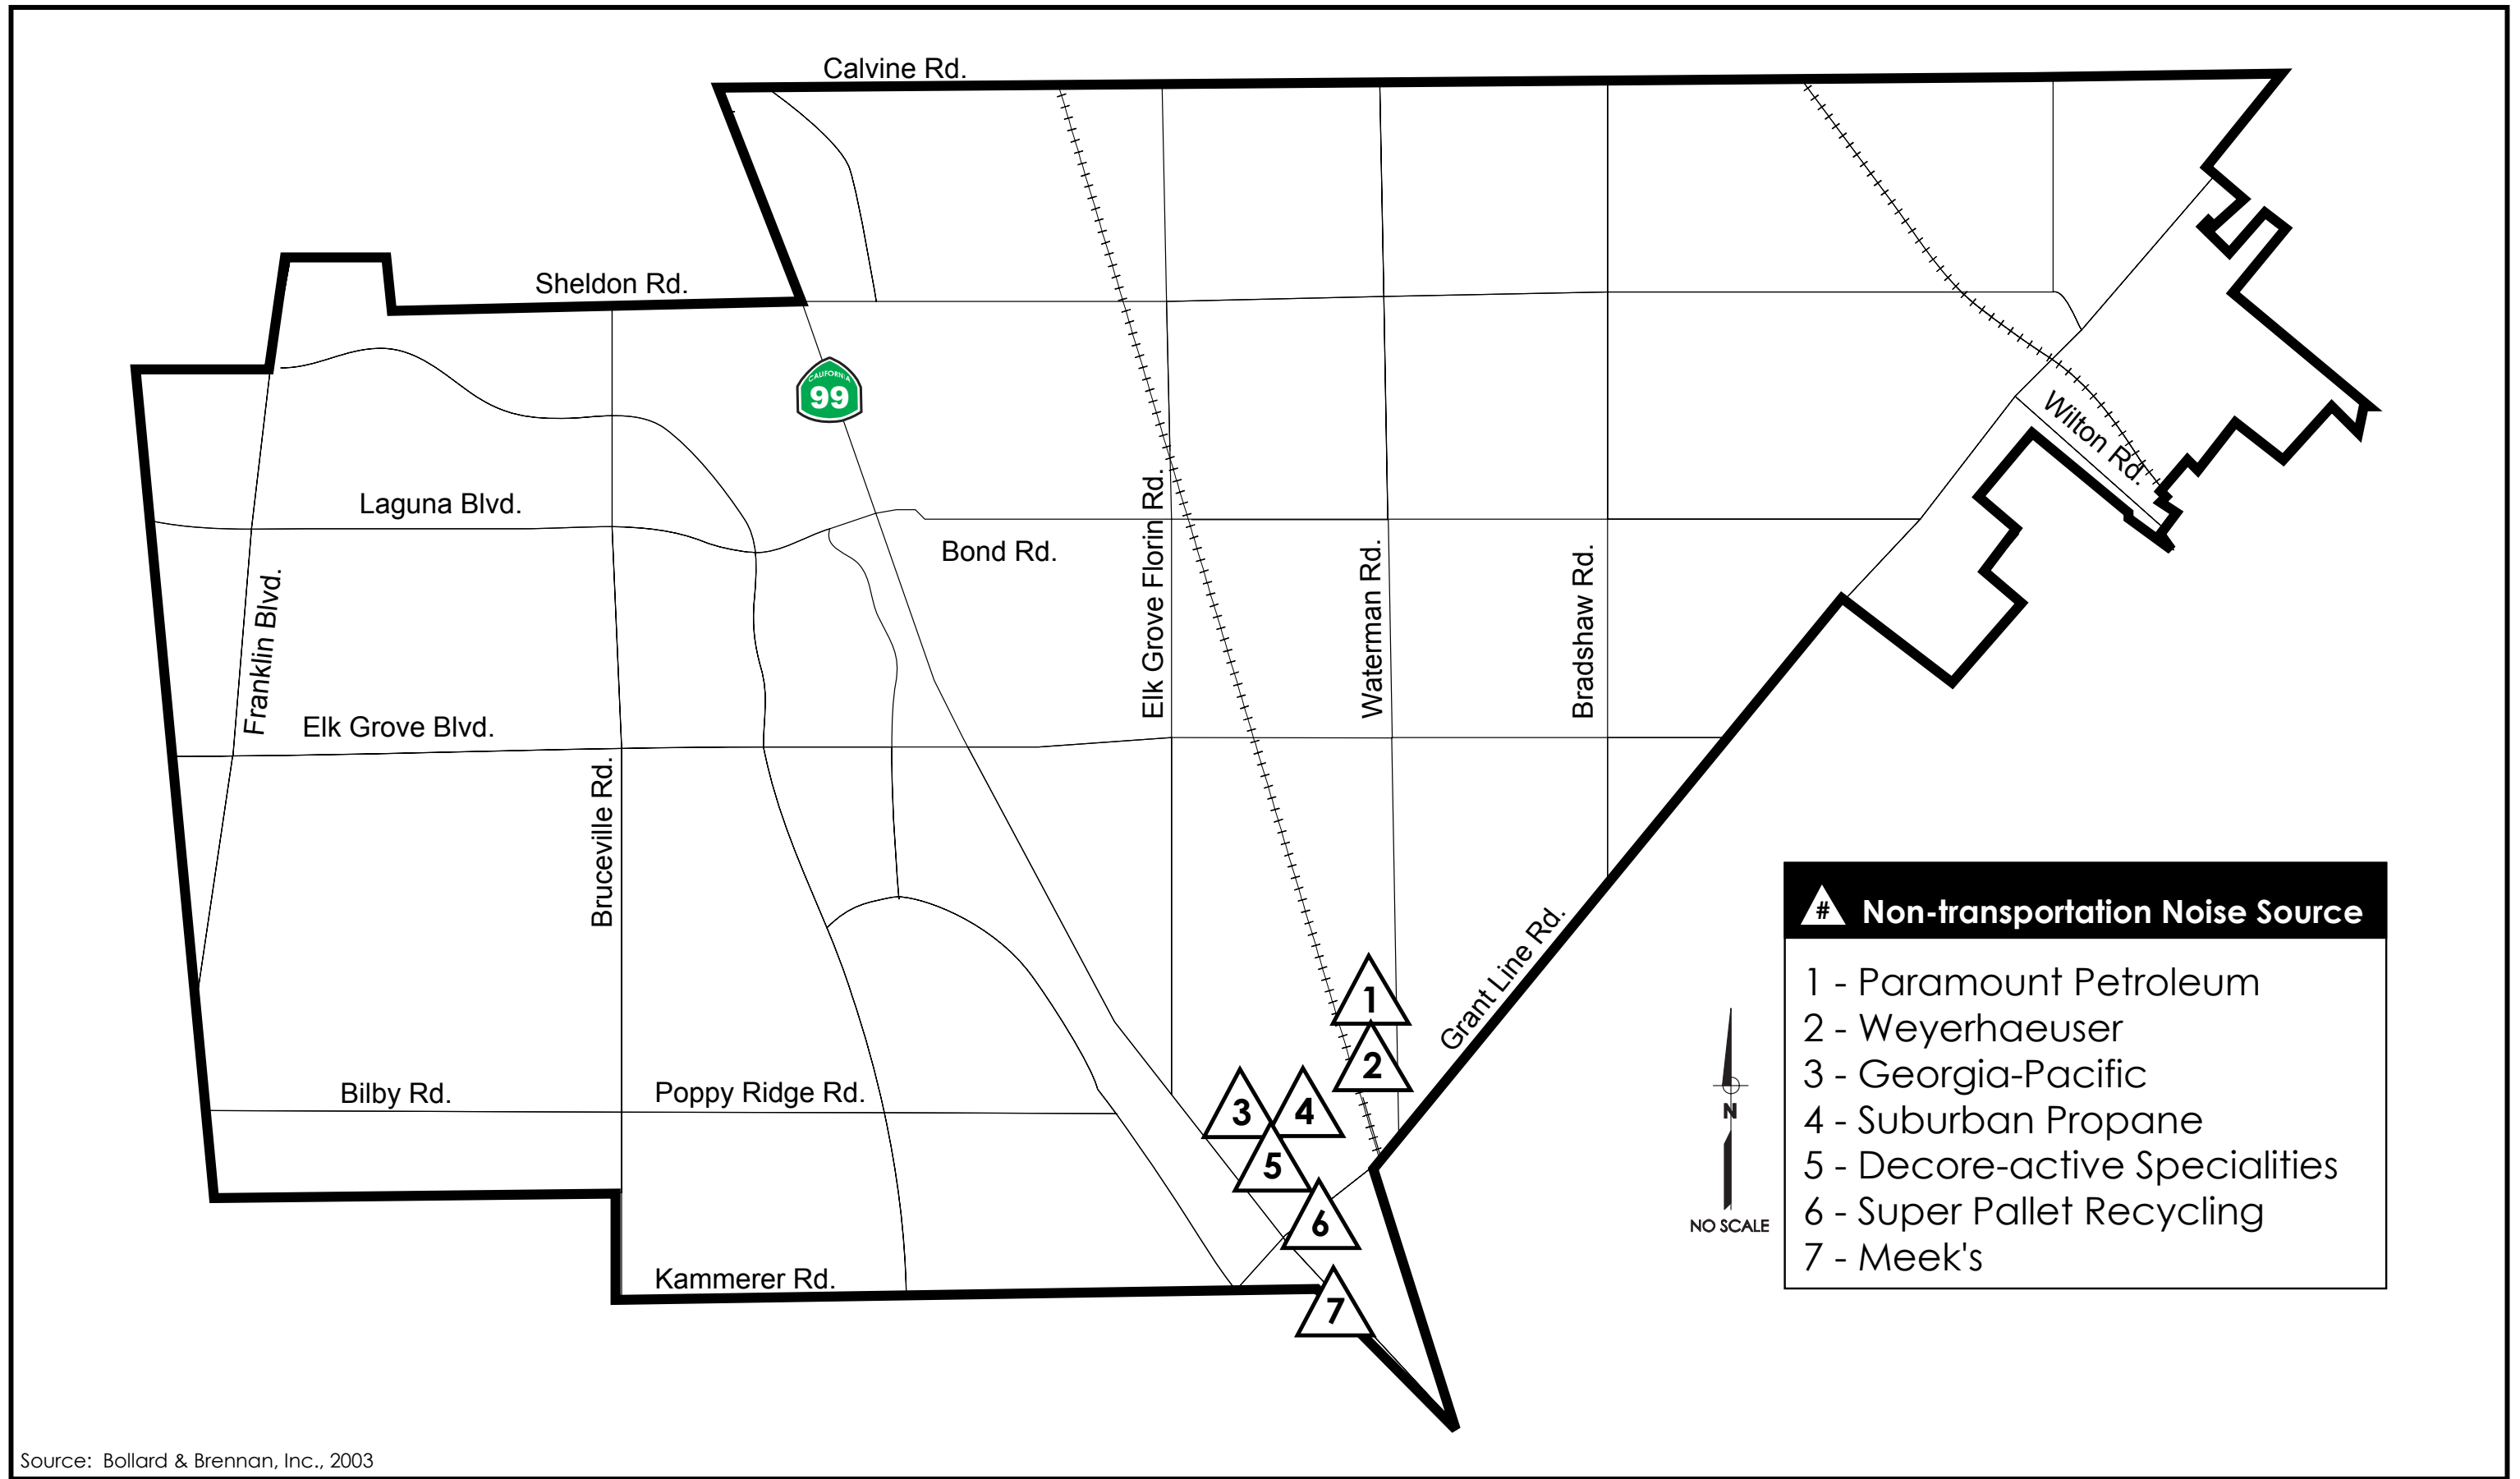 Calvine Rd.
Sheldon Rd.
CALIFORNIA
99
Wilton Rd.
Laguna Blvd.
Bond Rd.
Elk Grove Florin Rd.
Waterman Rd.
Bradshaw Rd.
Franklin Blvd.
Elk Grove Blvd.
Bruceville Rd.
Grant Line Rd.
1
2
3
4
5
6
7
Bilby Rd.
Poppy Ridge Rd.
Kammerer Rd.
N
NO SCALE
# Non-transportation Noise Source
1 - Paramount Petroleum
2 - Weyerhaeuser
3 - Georgia-Pacific
4 - Suburban Propane
5 - Decore-active Specialities
6 - Super Pallet Recycling
7 - Meek's
Source: Bollard & Brennan, Inc., 2003